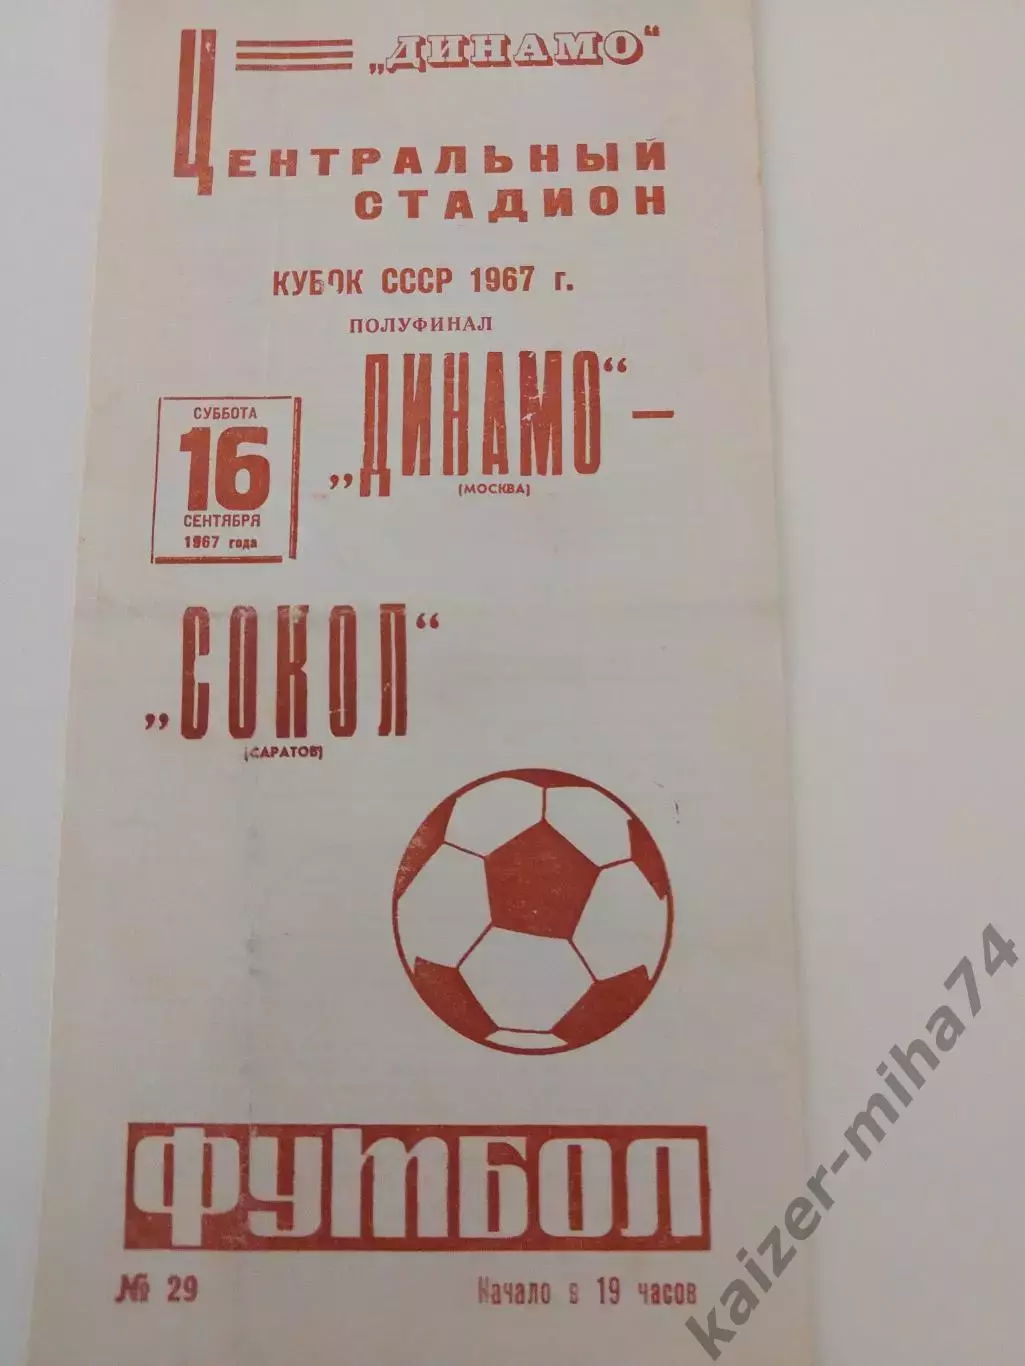 „ДИНАМО“
ЦЕНТРАЛЬНЫЙ
СТАДИОН
КУБОК СССР 1967 г.
ПОЛУФИНАЛ
„ДИНАМО“ —
(МОСКВА)
СУББОТА
16
СЕНТЯБРЯ
1967 года
„СОКОЛ“
(САРАТОВ)
ФУТБОЛ
№ 29
Начало в 19 часов
kaizer-miha74